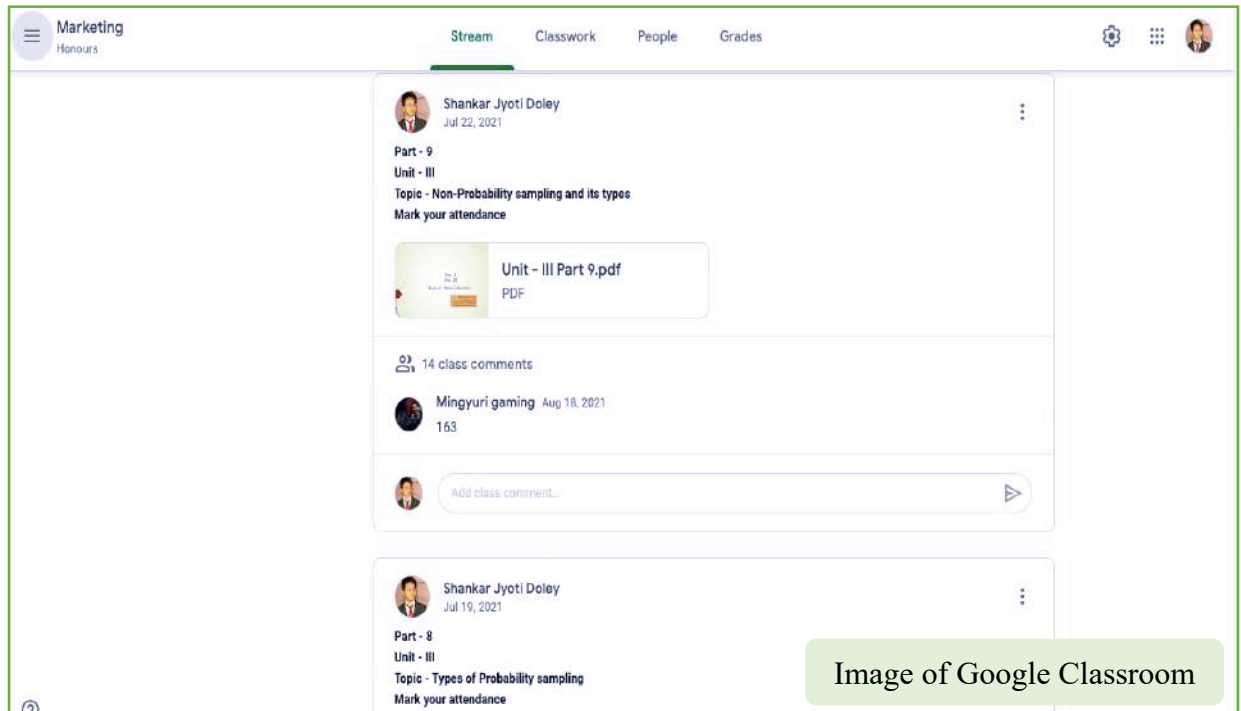 Marketing
Honours
Stream Classwork People Grades
Shankar Jyoti Doley
Jul 22, 2021
Part - 9
Unit - III
Topic - Non-Probability sampling and its types
Mark your attendance
Unit - III Part 9.pdf
PDF
14 class comments
Mingyuri gaming Aug 18, 2021
163
Add class comment...
Shankar Jyoti Doley
Jul 19, 2021
Part - 8
Unit - III
Topic - Types of Probability sampling
Mark your attendance
Image of Google Classroom